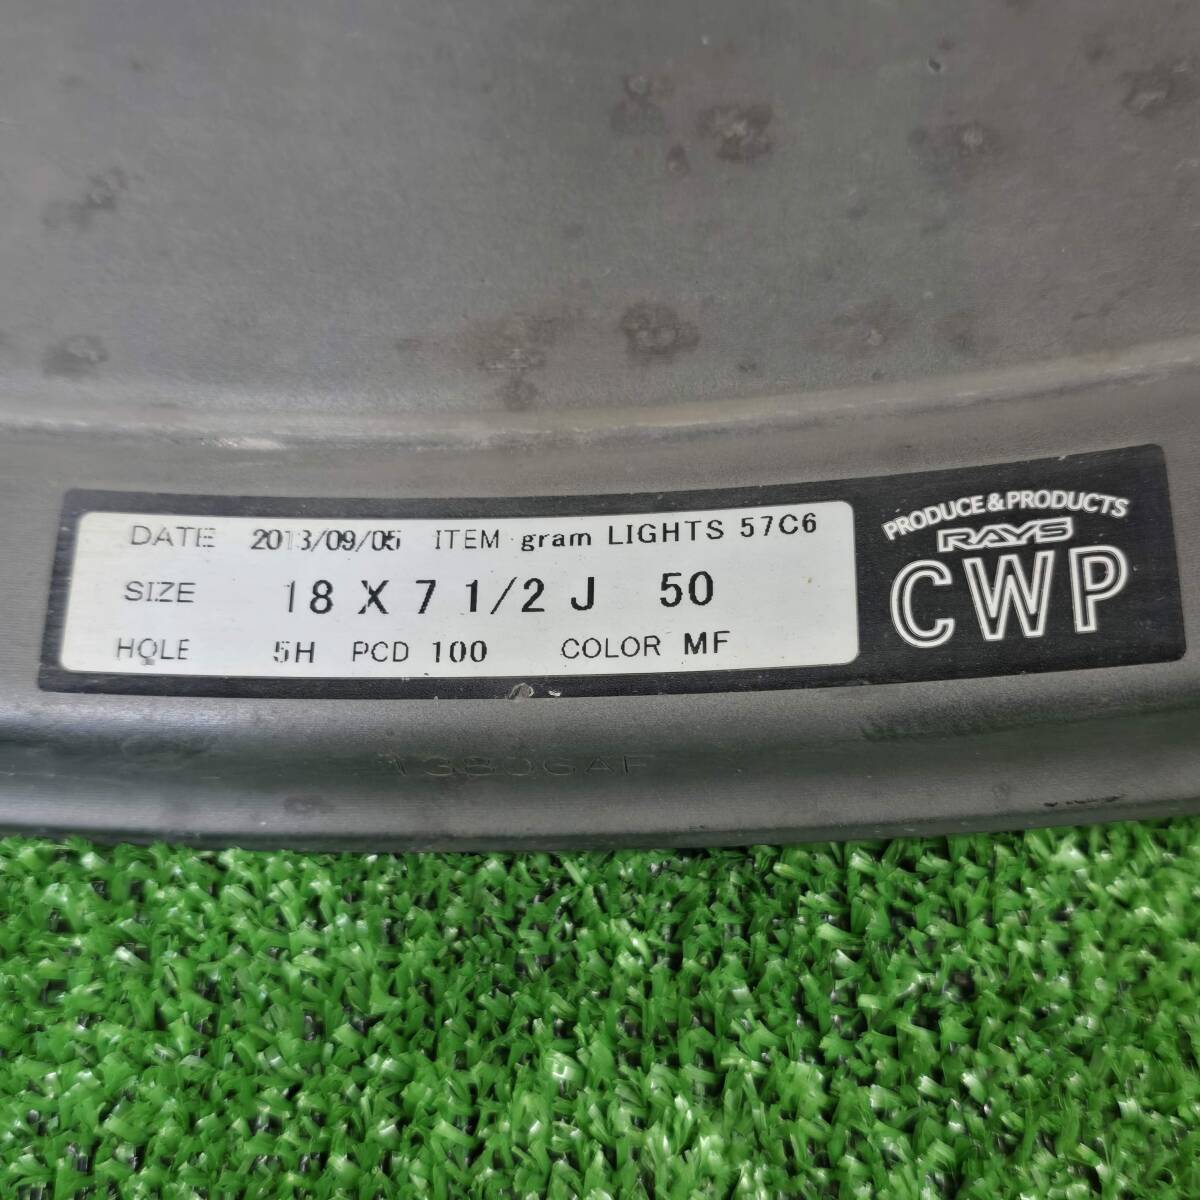 DATE 2013/09/05 ITEM gram LIGHTS 57C6
SIZE 18 X 7 1/2 J 50
HOLE 5H PCD 100 COLOR MF
PRODUCE & PRODUCTS
RAYS
CWP
13806AF